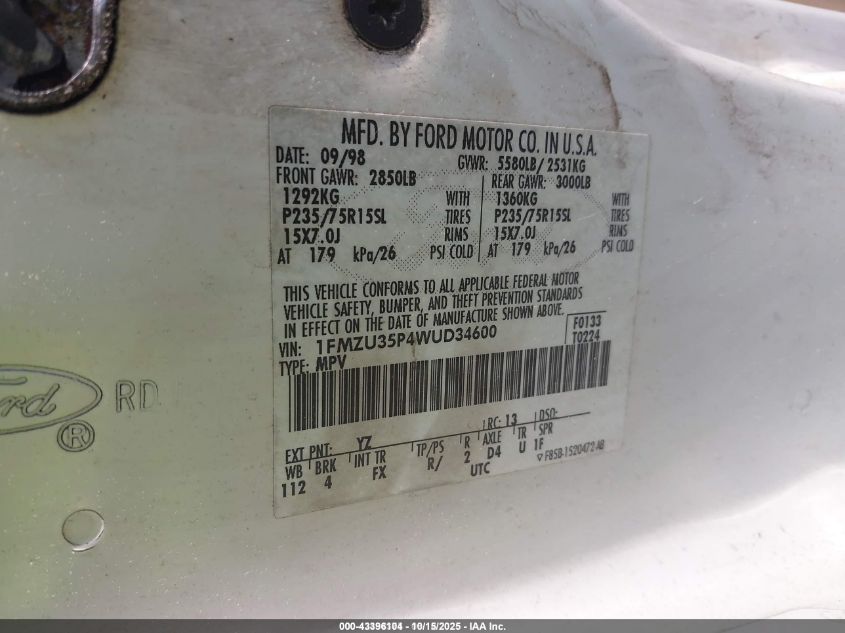 MFD. BY FORD MOTOR CO. IN U.S.A.
DATE: 09/98 GVWR: 5580LB/2531KG
FRONT GAWR: 2850LB REAR GAWR: 3000LB
1292KG WITH 1360KG WITH
P235/75R15SL TIRES P235/75R15SL TIRES
15X7.0J RIMS 15X7.0J RIMS
AT 179 kPa/26 PSI COLD AT 179 kPa/26 PSI COLD
THIS VEHICLE CONFORMS TO ALL APPLICABLE FEDERAL MOTOR
VEHICLE SAFETY, BUMPER, AND THEFT PREVENTION STANDARDS
IN EFFECT ON THE DATE OF MANUFACTURE SHOWN ABOVE.
VIN: 1FMZU35P4WUD34600 F0133
TYPE: MPV T0224
Ford ® RD
EXT PNT: YZ RC: 13 DSO:
WB BRK INT TR TP/PS R AXLE TR SPR
112 4 FX R/ 2 D4 U 1F
UTC F85B-1520472-AB
000-43396104 - 10/15/2025 - IAA Inc.